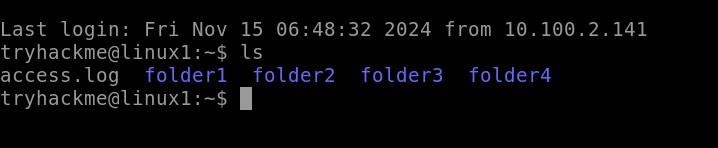 Last login: Fri Nov 15 06:48:32 2024 from 10.100.2.141
tryhackme@linux1:~$ ls
access.log  folder1  folder2  folder3  folder4
tryhackme@linux1:~$